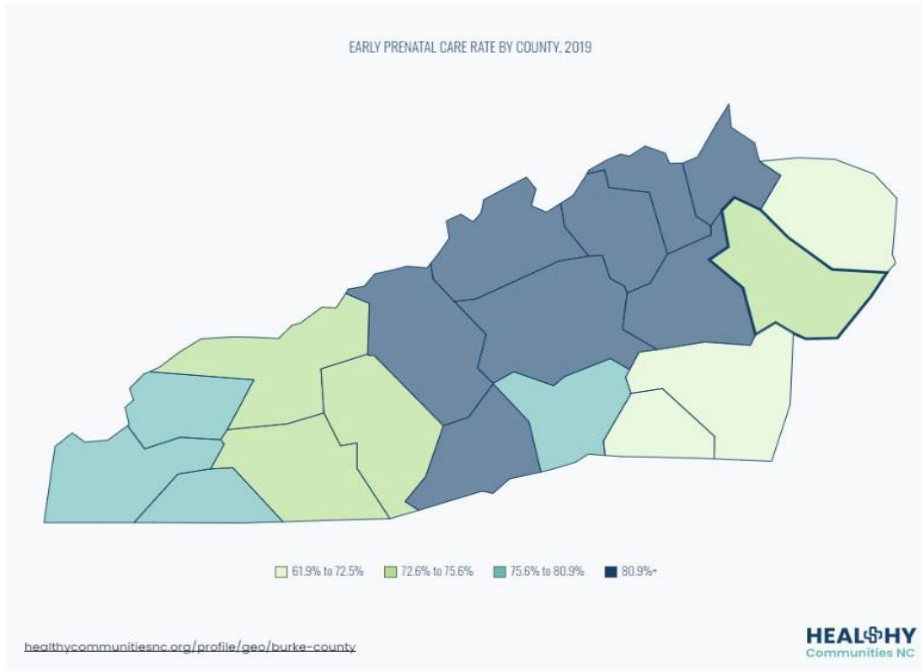 EARLY PRENATAL CARE RATE BY COUNTY, 2019
61.9% to 72.5% 72.6% to 75.6% 75.6% to 80.9% 80.9%+
healthycommunitiesnc.org/profile/geo/burke-county
HEALTHY
Communities NC